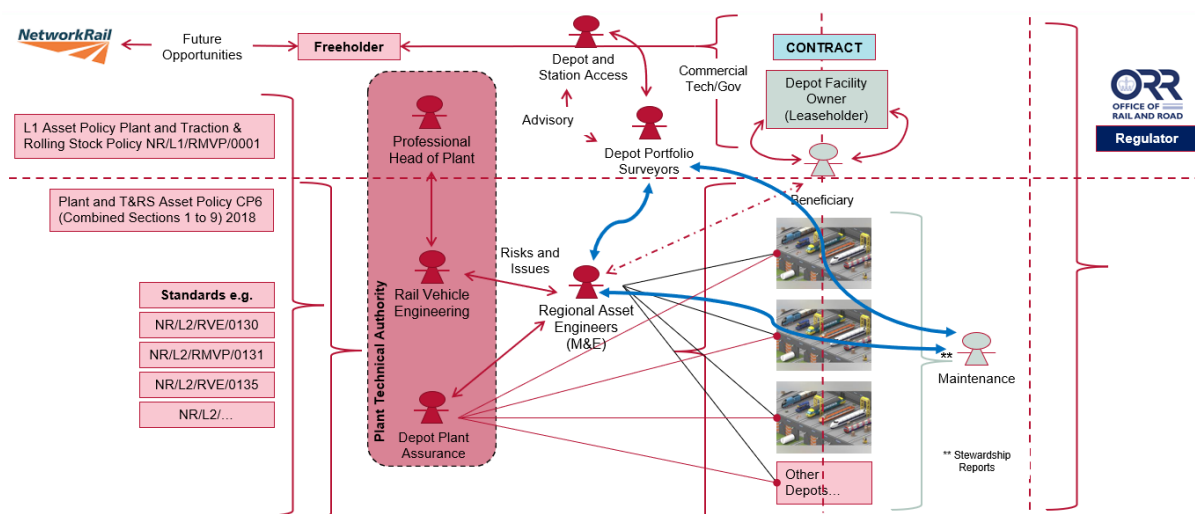 NetworkRail
Future
Opportunities
Freeholder
Depot and
Station Access
Commercial
Tech/Gov
CONTRACT
Depot Facility
Owner
(Leaseholder)
ORR
OFFICE OF
RAIL AND ROAD
Regulator
L1 Asset Policy Plant and Traction &
Rolling Stock Policy NR/L1/RMVP/0001
Professional
Head of Plant
Advisory
Depot Portfolio
Surveyors
Plant and T&RS Asset Policy CP6
(Combined Sections 1 to 9) 2018
Beneficiary
Risks and
Issues
Rail Vehicle
Engineering
Regional Asset
Engineers
(M&E)
Plant Technical Authority
Standards e.g.
NR/L2/RVE/0130
NR/L2/RMVP/0131
NR/L2/RVE/0135
NR/L2/…
**
Maintenance
Depot Plant
Assurance
** Stewardship
Reports
Other
Depots…